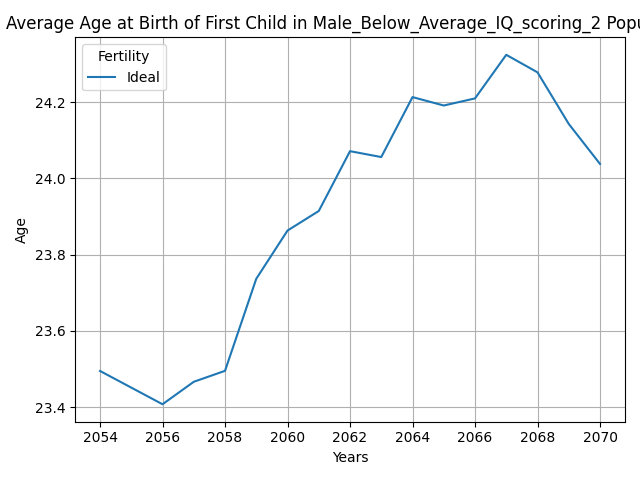 Average Age at Birth of First Child in Male_Below_Average_IQ_scoring_2
Fertility
Ideal
24.2
24.0
23.8
23.6
23.4
Age
2054 2056 2058 2060 2062 2064 2066 2068 2070
Years